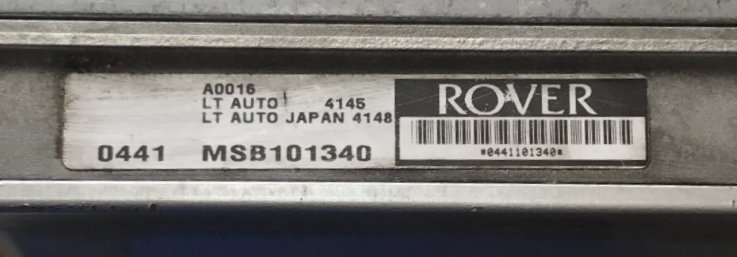 A0016
LT AUTO 4145
LT AUTO JAPAN 4148
0441 MSB101340
ROVER
*0441101340*